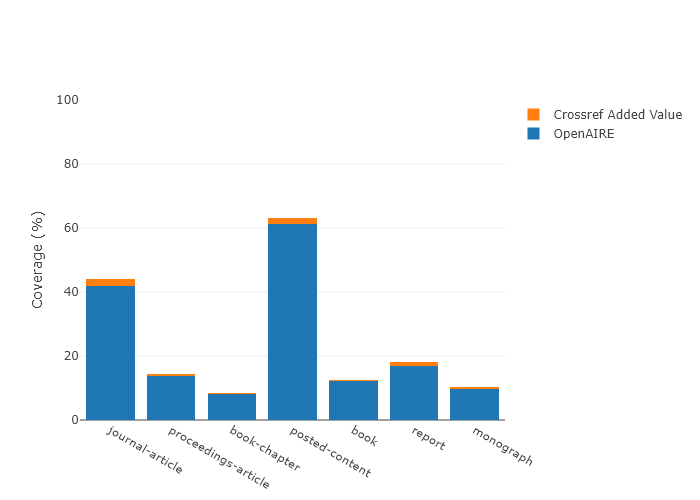 100
80
60
40
20
0
Coverage (%)
Crossref Added Value
OpenAIRE
journal-article
proceedings-article
book-chapter
posted-content
book
report
monograph